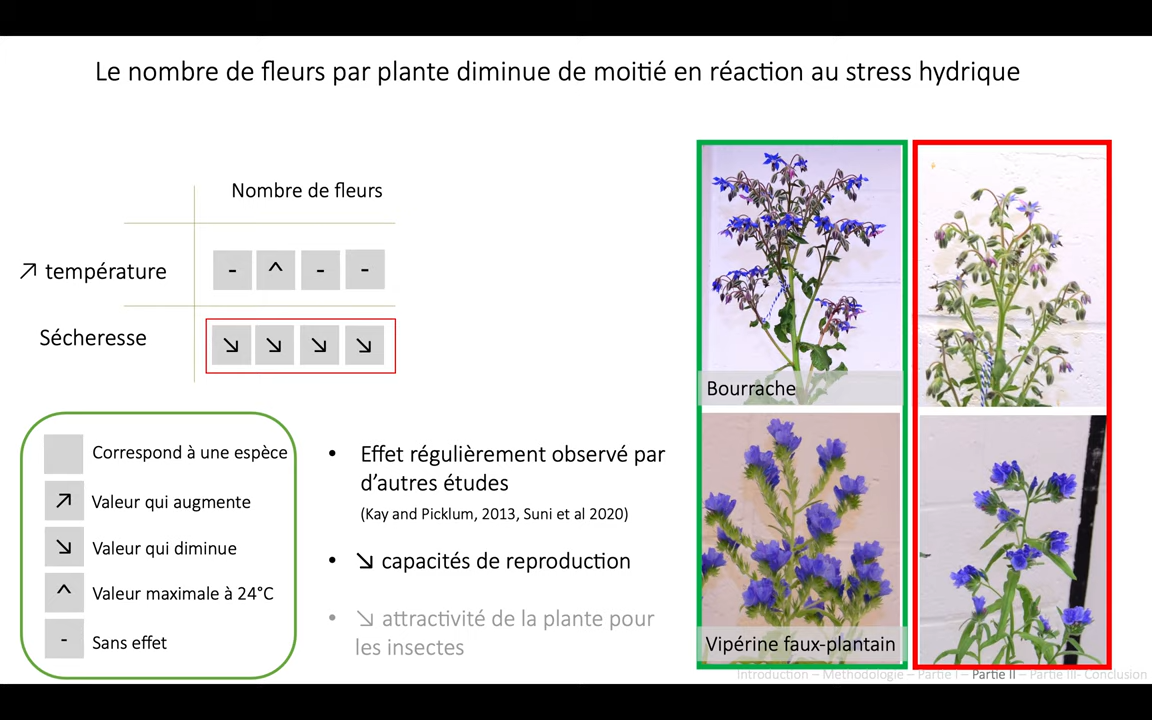 Le nombre de fleurs par plante diminue de moitié en réaction au stress hydrique
Nombre de fleurs
↗ température
- ^ - -
Sécheresse
↘ ↘ ↘ ↘
Correspond à une espèce
↗ Valeur qui augmente
↘ Valeur qui diminue
^ Valeur maximale à 24°C
- Sans effet
• Effet régulièrement observé par
d’autres études
(Kay and Picklum, 2013, Suni et al 2020)
• ↘ capacités de reproduction
• ↘ attractivité de la plante pour
les insectes
Bourrache
Vipérine faux-plantain
Introduction – Méthodologie – Partie I – Partie II – Partie III- Conclusion